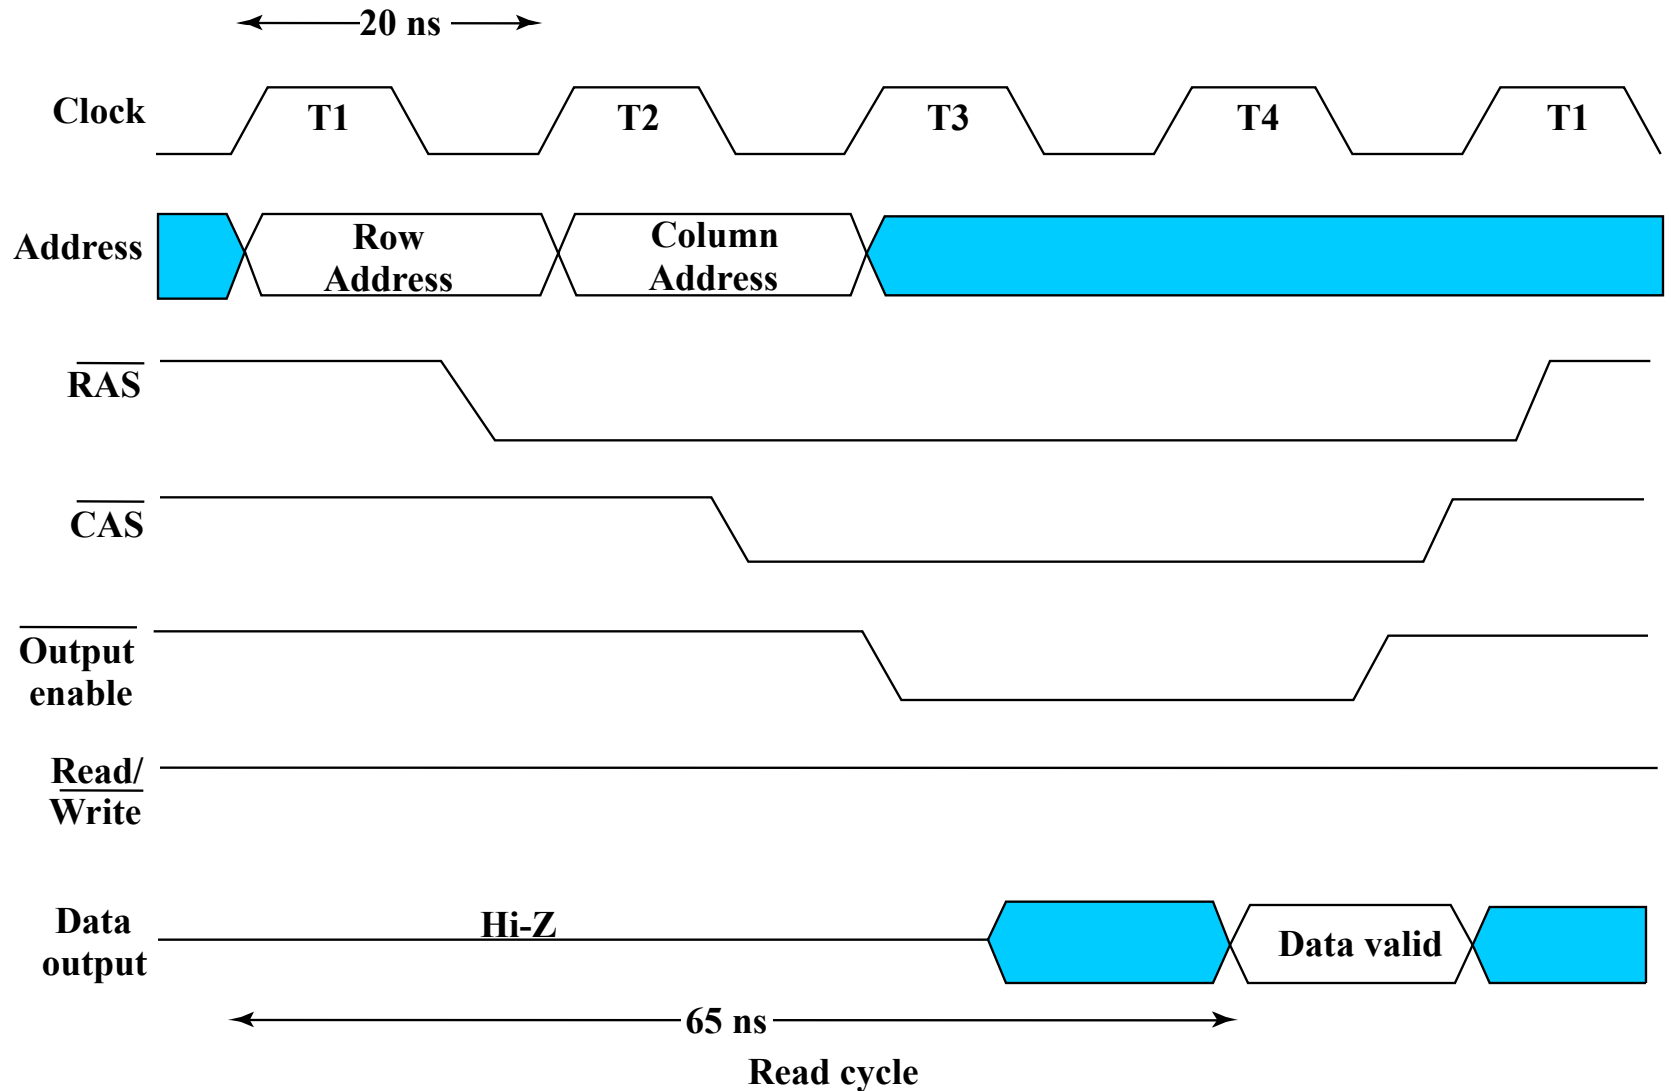 20 ns
Clock
T1
T2
T3
T4
T1
Address
Row
Address
Column
Address
RAS
CAS
Output
enable
Read/
Write
Data
output
Hi-Z
Data valid
65 ns
Read cycle